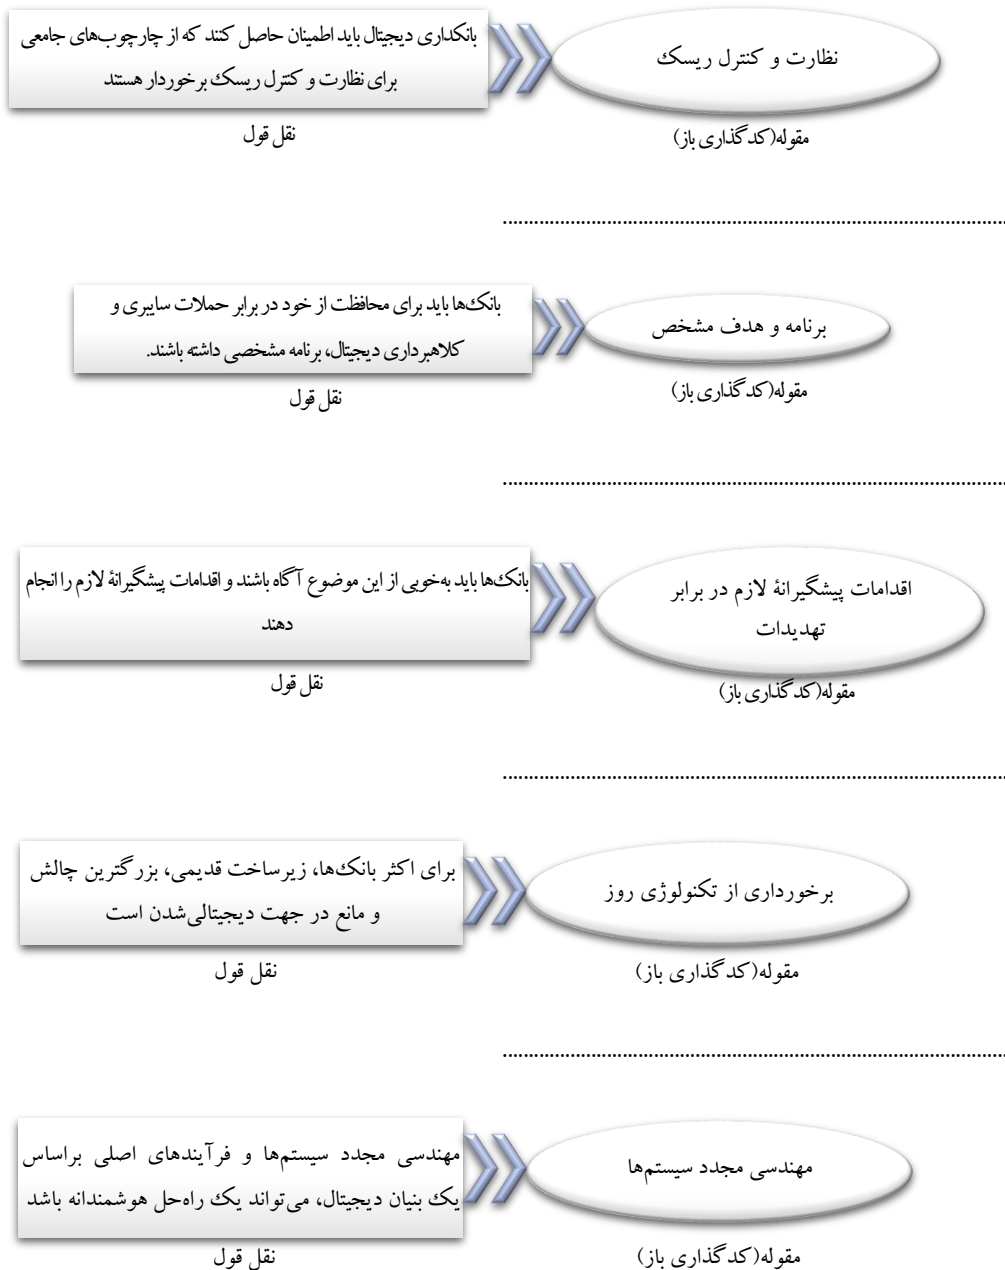 بانکداری دیجیتال باید اطمینان حاصل کنند که از چارچوب‌های جامعی
برای نظارت و کنترل ریسک برخوردار هستند
نظارت و کنترل ریسک
نقل قول
مقوله(کدگذاری باز)
بانک‌ها باید برای محافظت از خود در برابر حملات سایبری و
کلاهبرداری دیجیتال، برنامه مشخصی داشته باشند.
برنامه و هدف مشخص
نقل قول
مقوله(کدگذاری باز)
بانک‌ها باید به‌خوبی از این موضوع آگاه باشند و اقدامات پیشگیرانهٔ لازم را انجام
دهند
اقدامات پیشگیرانهٔ لازم در برابر
تهدیدات
نقل قول
مقوله(کدگذاری باز)
برای اکثر بانک‌ها، زیرساخت قدیمی، بزرگترین چالش
و مانع در جهت دیجیتالی‌شدن است
برخورداری از تکنولوژی روز
نقل قول
مقوله(کدگذاری باز)
مهندسی مجدد سیستم‌ها و فرآیندهای اصلی براساس
یک بنیان دیجیتال، می‌تواند یک راه‌حل هوشمندانه باشد
مهندسی مجدد سیستم‌ها
نقل قول
مقوله(کدگذاری باز)